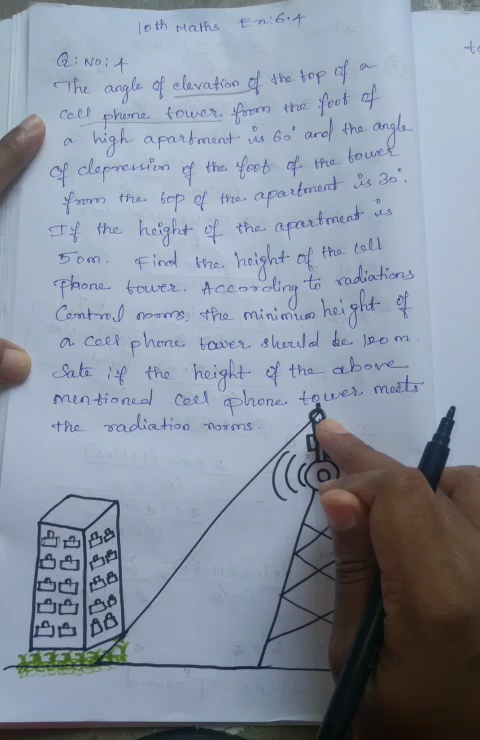 10th Maths Ex:6.4
Q:No:4
The angle of elevation of the top of a
cell phone tower from the foot of
a high apartment is 60° and the angle
of depression of the foot of the tower
from the top of the apartment is 30°.
If the height of the apartment is
50m. Find the height of the cell
phone tower. According to radiations
control norms, the minimum height of
a cell phone tower should be 120 m.
Sate if the height of the above
mentioned cell phone tower meets
the radiation norms.